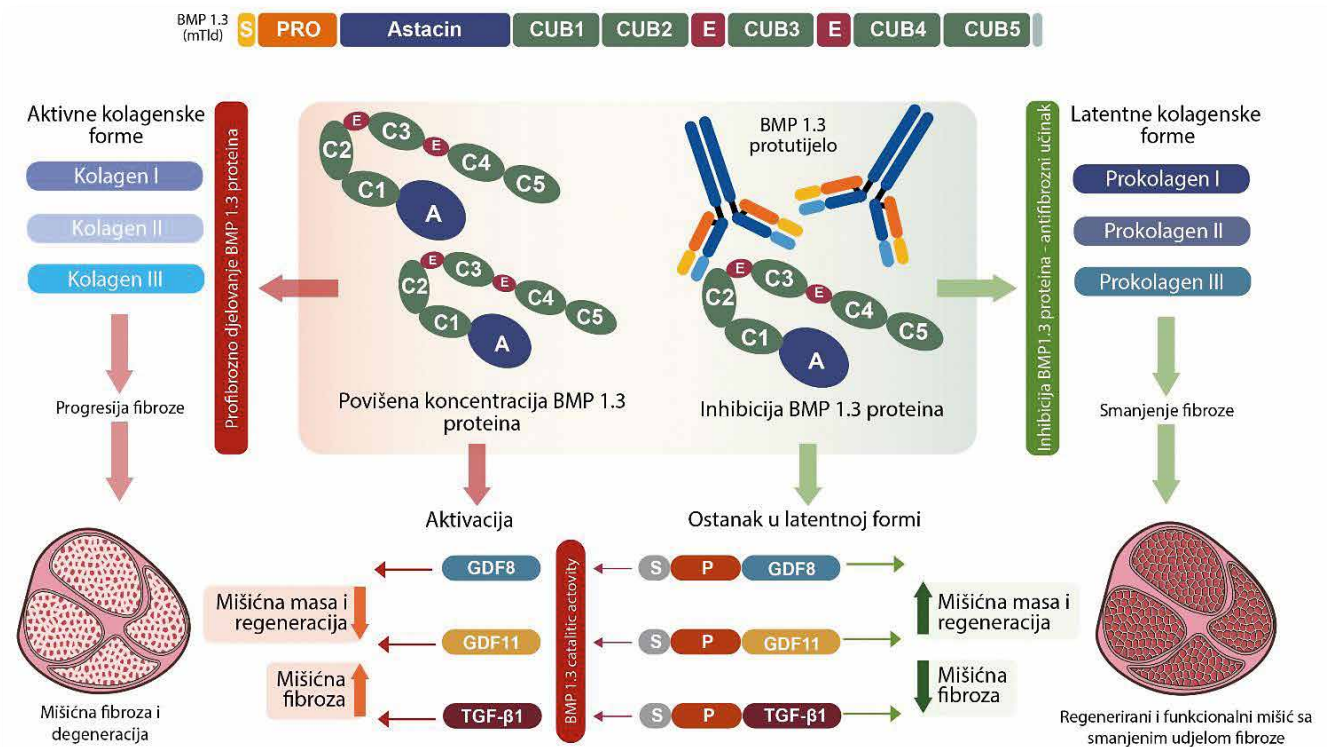 BMP 1.3
(mTld)
S PRO Astacin CUB1 CUB2 E CUB3 E CUB4 CUB5
Aktivne kolagenske
forme
Kolagen I
Kolagen II
Kolagen III
Progresija fibroze
Mišićna fibroza i
degeneracija
Profibrozno djelovanje BMP 1.3 proteina
C2 E C3 E C4 C5
C1 A
C2 E C3 E C4 C5
C1 A
Povišena koncentracija BMP 1.3
proteina
BMP 1.3
protutijelo
C2 E C3 E C4 C5
C1 A
Inhibicija BMP 1.3 proteina
Inhibicija BMP1.3 proteina - antifibrozni učinak
Latentne kolagenske
forme
Prokolagen I
Prokolagen II
Prokolagen III
Smanjenje fibroze
Regenerirani i funkcionalni mišić sa
smanjenim udjelom fibroze
Aktivacija
GDF8
GDF11
TGF-β1
Mišićna masa i
regeneracija
Mišićna
fibroza
BMP 1.3 catalitic actovity
Ostanak u latentnoj formi
S P GDF8
S P GDF11
S P TGF-β1
Mišićna masa i
regeneracija
Mišićna
fibroza